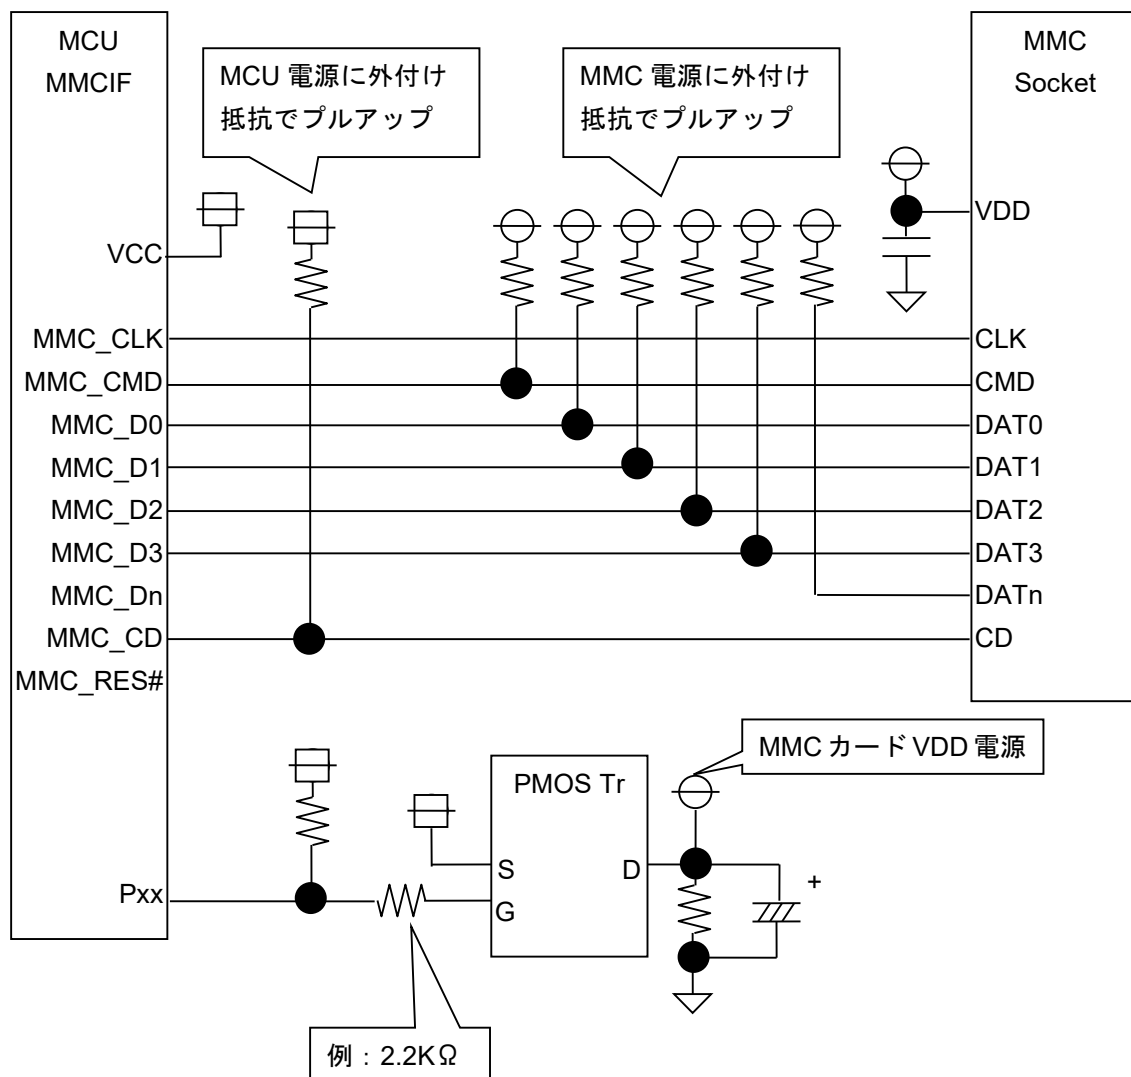 MCU
MMCIF
MCU 電源に外付け
抵抗でプルアップ
MMC 電源に外付け
抵抗でプルアップ
MMC
Socket
VCC
VDD
MMC_CLK
CLK
MMC_CMD
CMD
MMC_D0
DAT0
MMC_D1
DAT1
MMC_D2
DAT2
MMC_D3
DAT3
MMC_Dn
DATn
MMC_CD
CD
MMC_RES#
MMC カード VDD 電源
PMOS Tr
S
D
+
Pxx
G
例：2.2KΩ